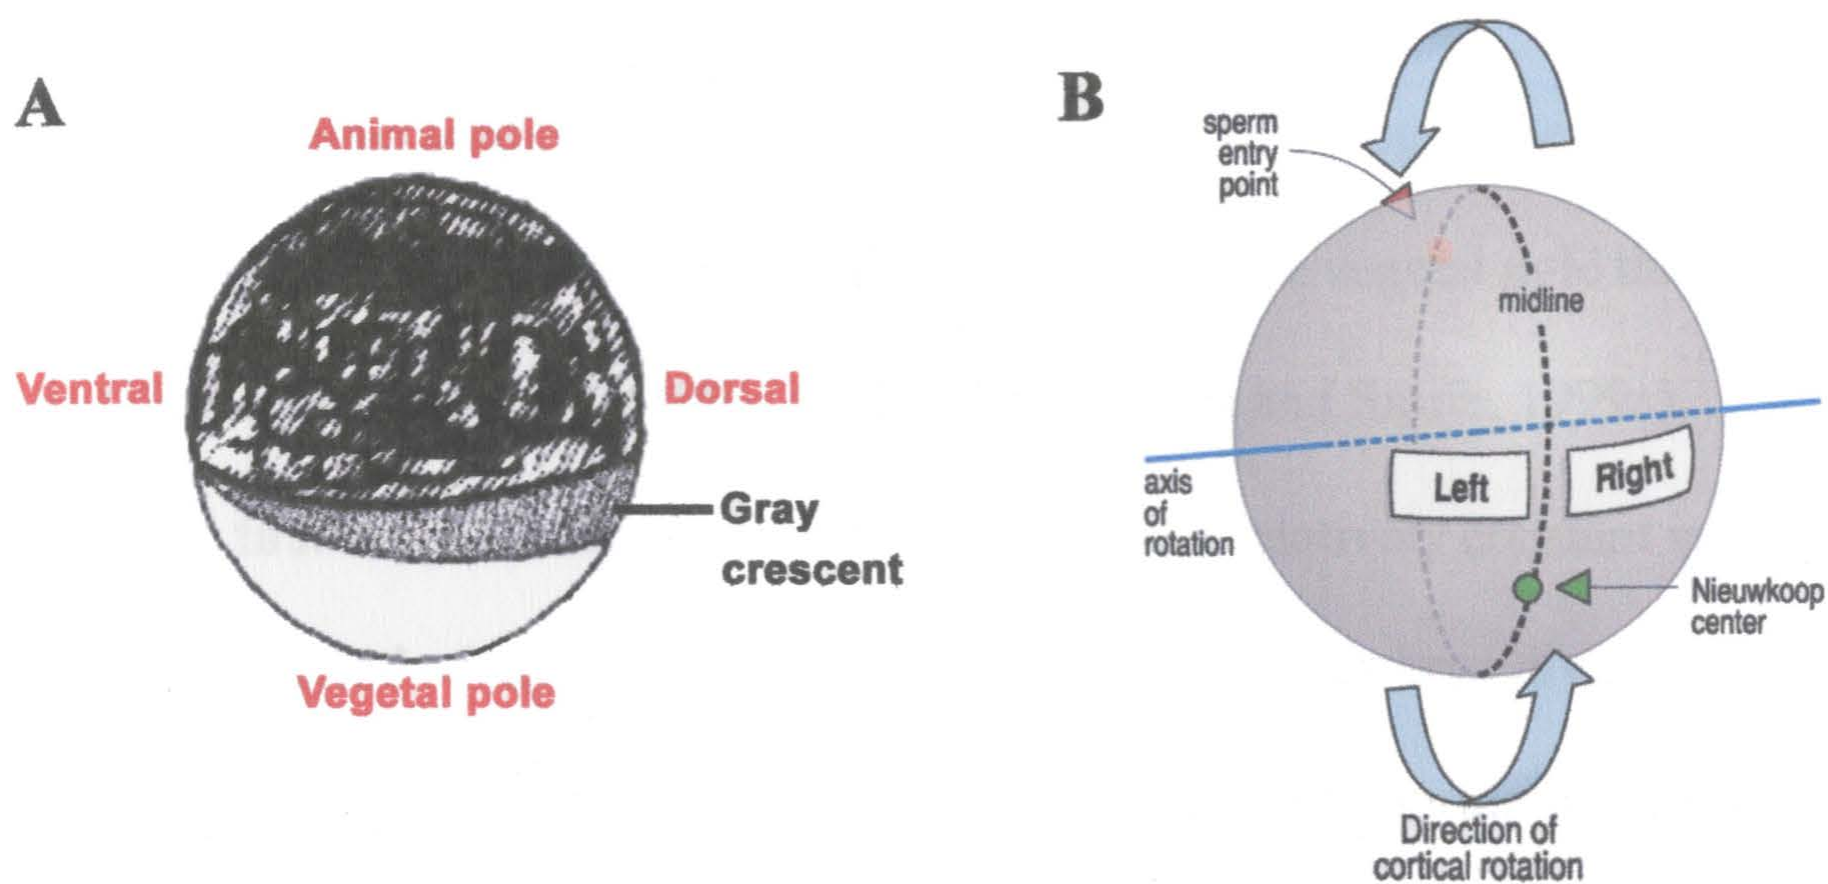 A
Animal pole
Ventral
Dorsal
Gray
crescent
Vegetal pole
B
sperm
entry
point
midline
Left
Right
axis
of
rotation
Nieuwkoop
center
Direction of
cortical rotation